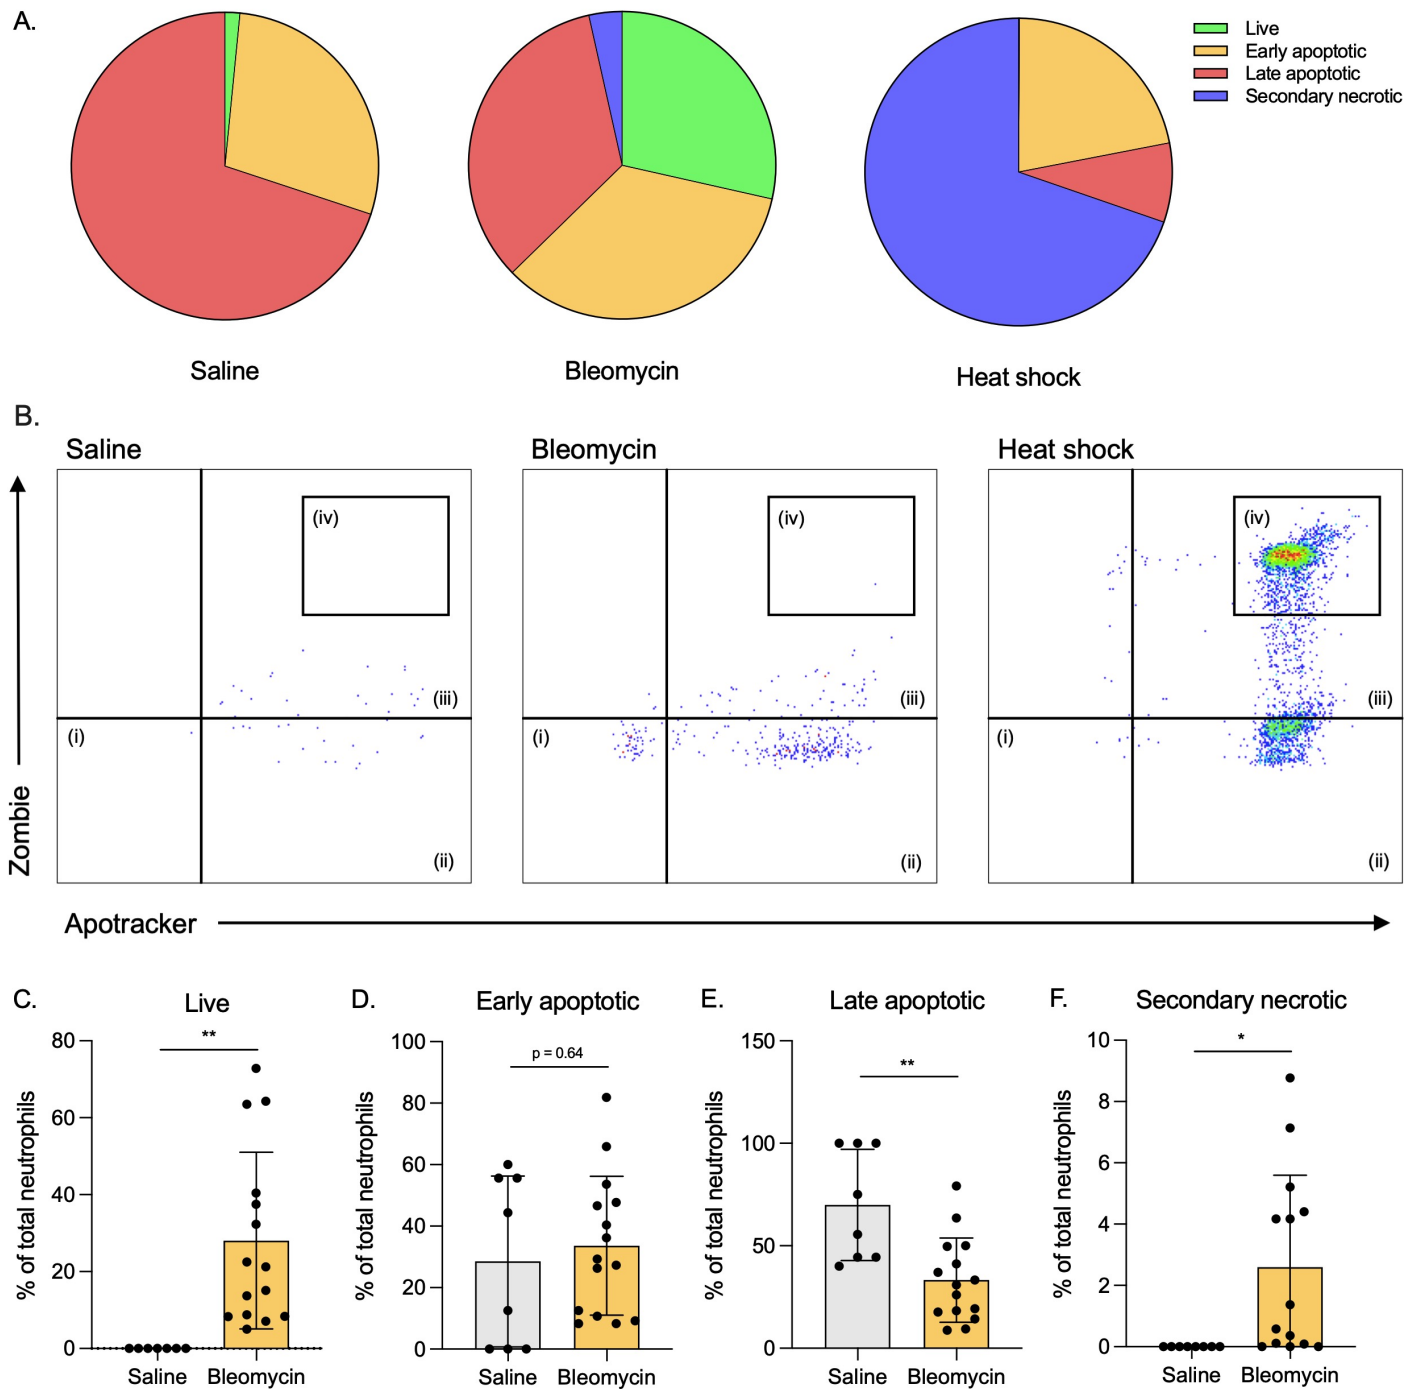 A.
Live
Early apoptotic
Late apoptotic
Secondary necrotic
Saline
Bleomycin
Heat shock
B.
Saline
Bleomycin
Heat shock
(iv)
(iv)
(iv)
(iii)
(iii)
(iii)
(i)
(i)
(i)
(ii)
(ii)
(ii)
Zombie
Apotracker
C.
Live
**
% of total neutrophils
80
60
40
20
0
Saline
Bleomycin
D.
Early apoptotic
p = 0.64
% of total neutrophils
100
80
60
40
20
0
Saline
Bleomycin
E.
Late apoptotic
**
% of total neutrophils
150
100
50
0
Saline
Bleomycin
F.
Secondary necrotic
*
% of total neutrophils
10
8
6
4
2
0
Saline
Bleomycin